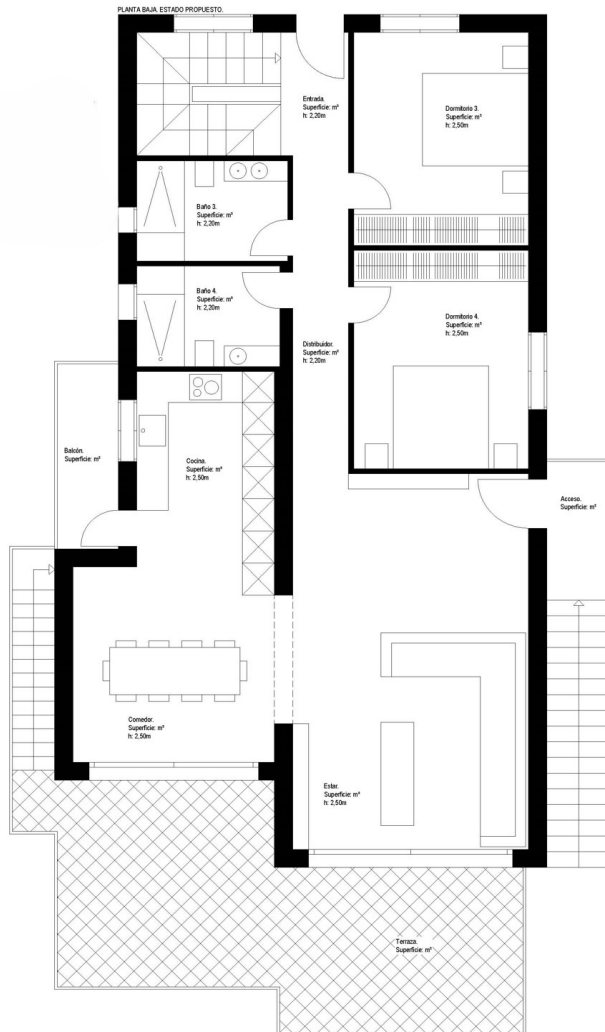 PLANTA BAJA. ESTADO PROPUESTO.
Entrada.
Superficie: m²
h: 2,20m
Dormitorio 3.
Superficie: m²
h: 2,50m
Baño 3.
Superficie: m²
h: 2,20m
Baño 4.
Superficie: m²
h: 2,20m
Dormitorio 4.
Superficie: m²
h: 2,50m
Distribuidor.
Superficie: m²
h: 2,20m
Balcón.
Superficie: m²
Cocina.
Superficie: m²
h: 2,50m
Acceso.
Superficie: m²
Comedor.
Superficie: m²
h: 2,50m
Estar.
Superficie: m²
h: 2,50m
Terraza.
Superficie: m²